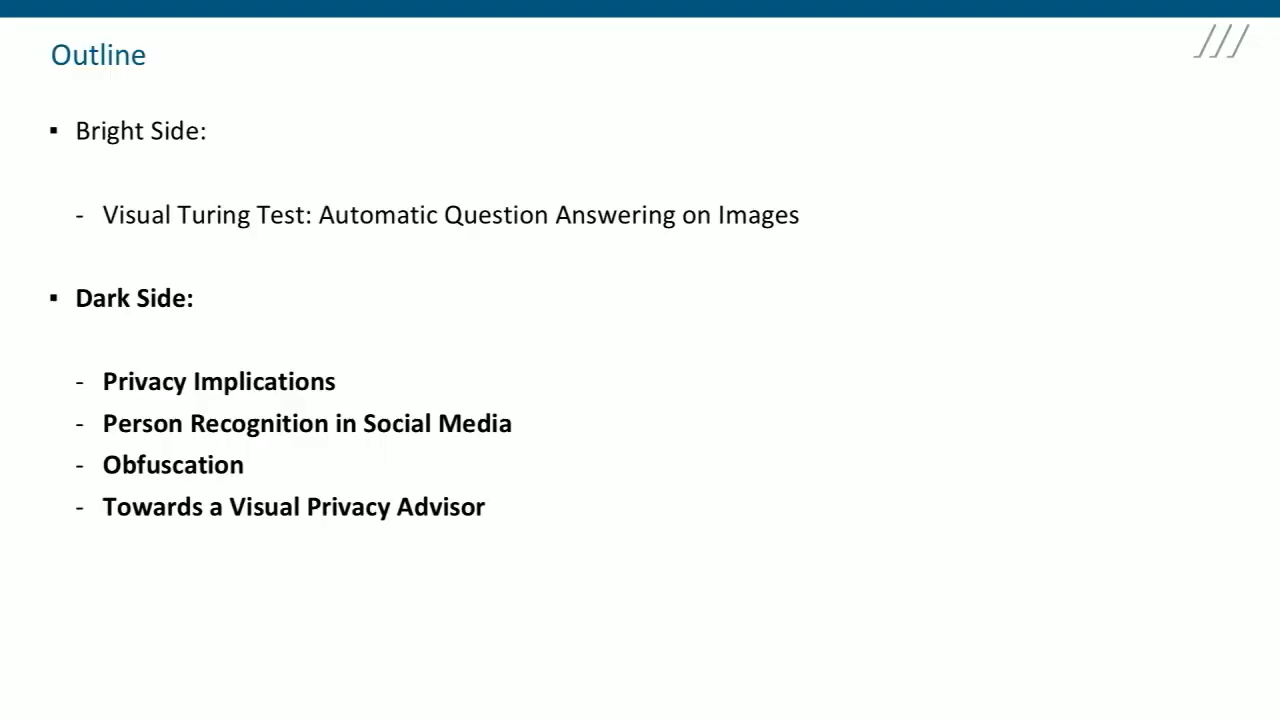 Outline
▪ Bright Side:
- Visual Turing Test: Automatic Question Answering on Images
▪ Dark Side:
- Privacy Implications
- Person Recognition in Social Media
- Obfuscation
- Towards a Visual Privacy Advisor